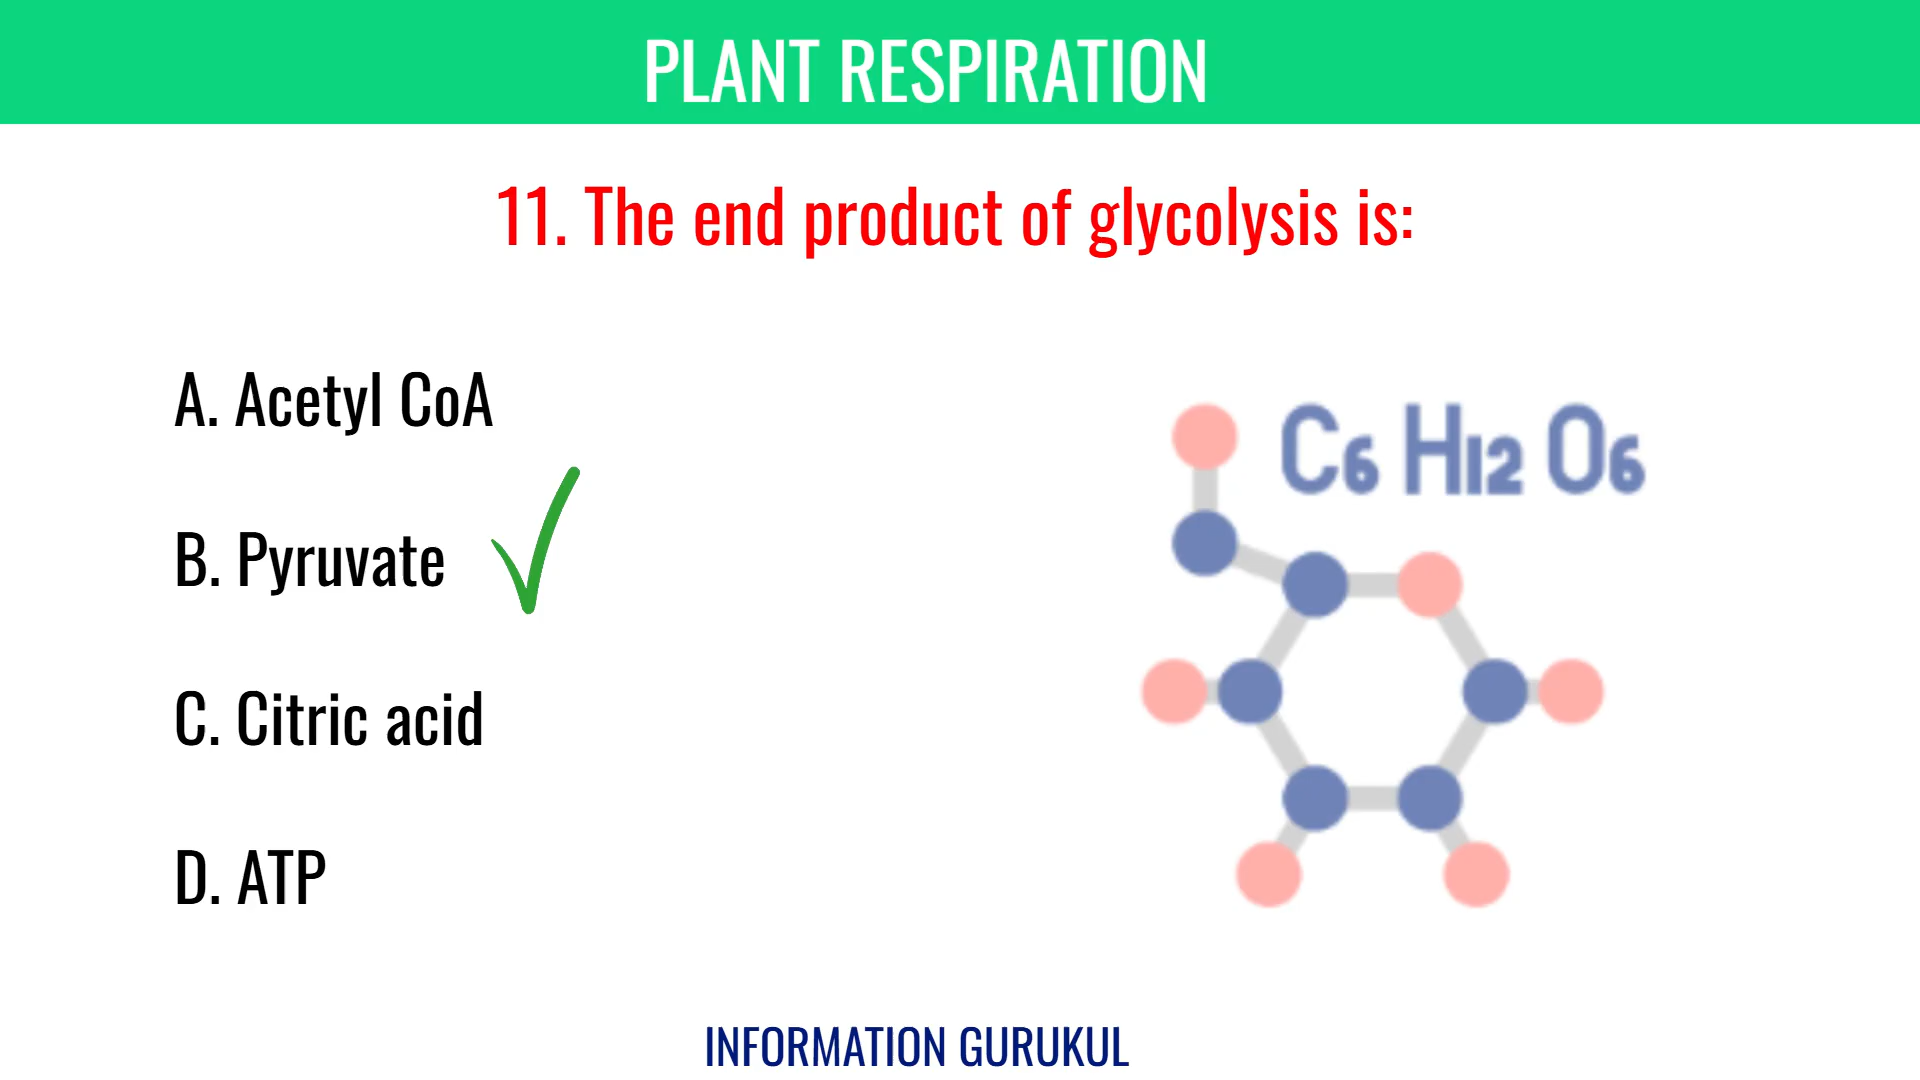 PLANT RESPIRATION
11. The end product of glycolysis is:
A. Acetyl CoA
B. Pyruvate
C. Citric acid
D. ATP
C6 H12 O6
INFORMATION GURUKUL